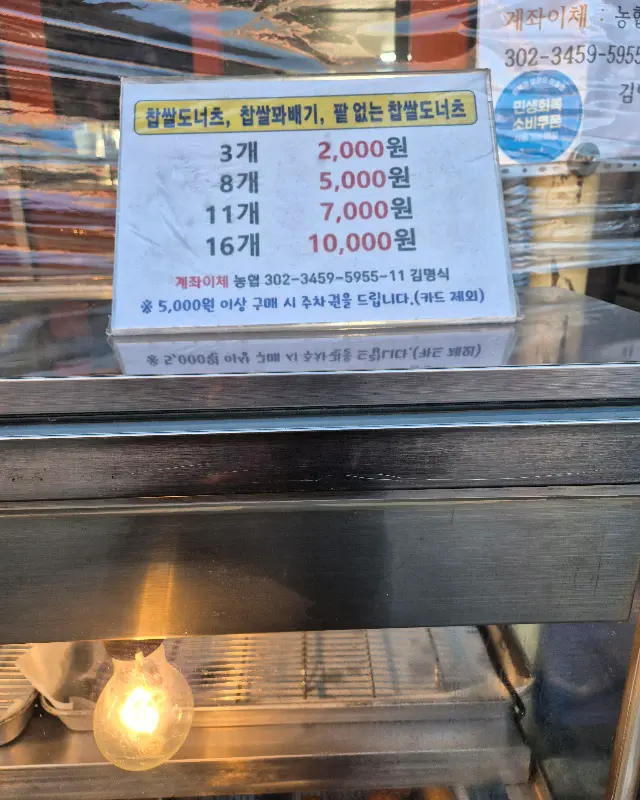 계좌이체 : 농협
302-3459-5955
김명
민생회복
소비쿠폰
찹쌀도너츠, 찹쌀꽈배기, 팥 없는 찹쌀도너츠
3개 2,000원
8개 5,000원
11개 7,000원
16개 10,000원
계좌이체 농협 302-3459-5955-11 김명식
※ 5,000원 이상 구매 시 주차권을 드립니다.(카드 제외)